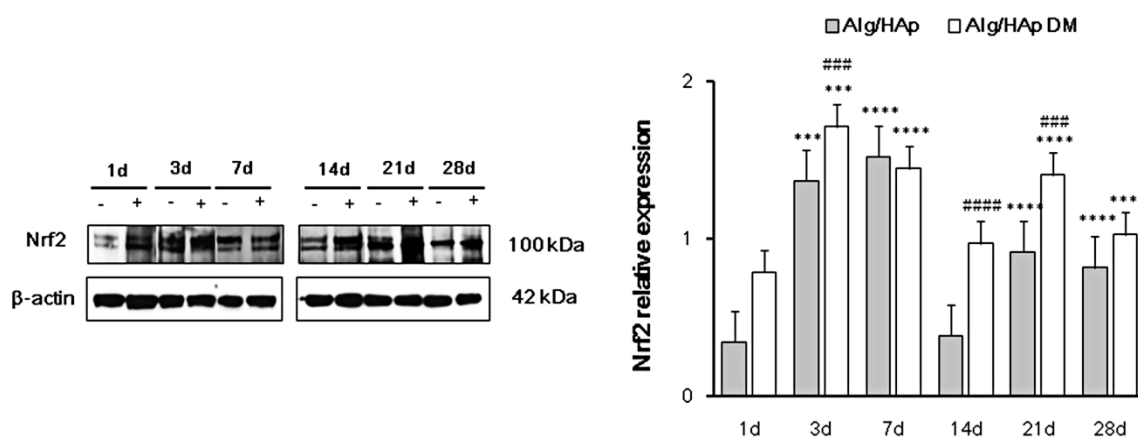 Alg/HAp Alg/HAp DM
1d 3d 7d 14d 21d 28d
- + - + - + - + - + - +
Nrf2 100 kDa
β-actin 42 kDa
Nrf2 relative expression
2
1
0
###
***
***
****
****
####
###
****
****
****
***
1d 3d 7d 14d 21d 28d